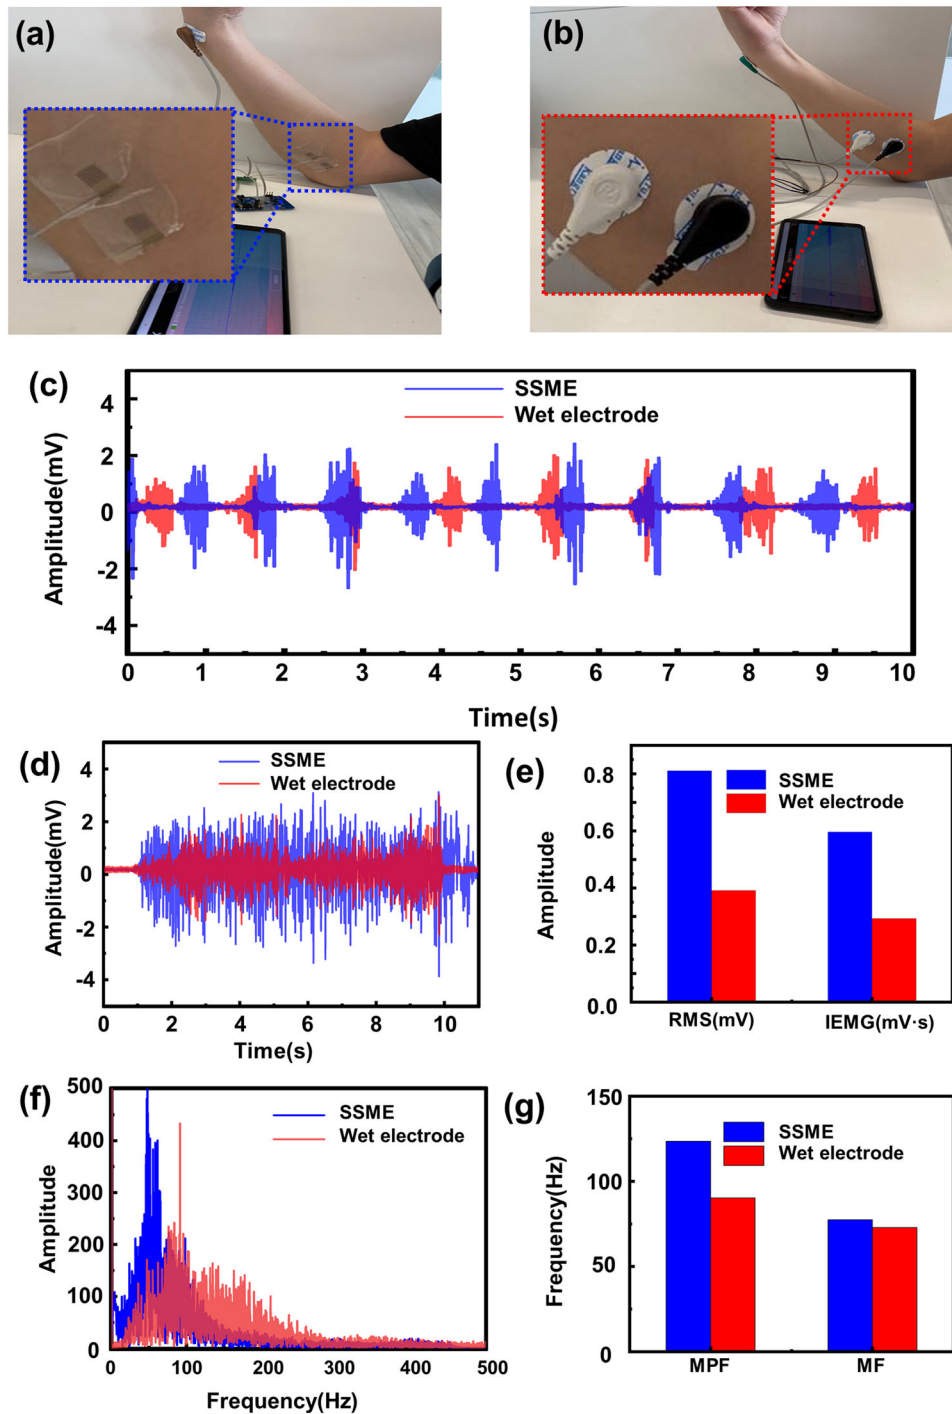 (a)
(b)
(c)
SSME
Wet electrode
Amplitude(mV)
4
2
0
-2
-4
0 1 2 3 4 5 6 7 8 9 10
Time(s)
(d)
SSME
Wet electrode
Amplitude(mV)
4
2
0
-2
-4
0 2 4 6 8 10
Time(s)
(e)
SSME
Wet electrode
Amplitude
0.8
0.6
0.4
0.2
0.0
RMS(mV) IEMG(mV·s)
(f)
SSME
Wet electrode
Amplitude
500
400
300
200
100
0
0 100 200 300 400 500
Frequency(Hz)
(g)
SSME
Wet electrode
Frequency(Hz)
150
100
50
0
MPF MF